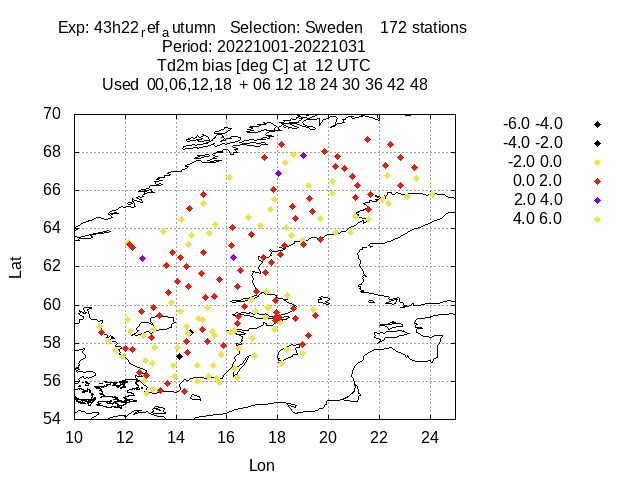 Exp: 43h22refautumn Selection: Sweden 172 stations
Period: 20221001-20221031
Td2m bias [deg C] at 12 UTC
Used 00,06,12,18 + 06 12 18 24 30 36 42 48
70
68
66
64
62
60
58
56
54
10 12 14 16 18 20 22 24
Lat
Lon
-6.0 -4.0
-4.0 -2.0
-2.0 0.0
0.0 2.0
2.0 4.0
4.0 6.0